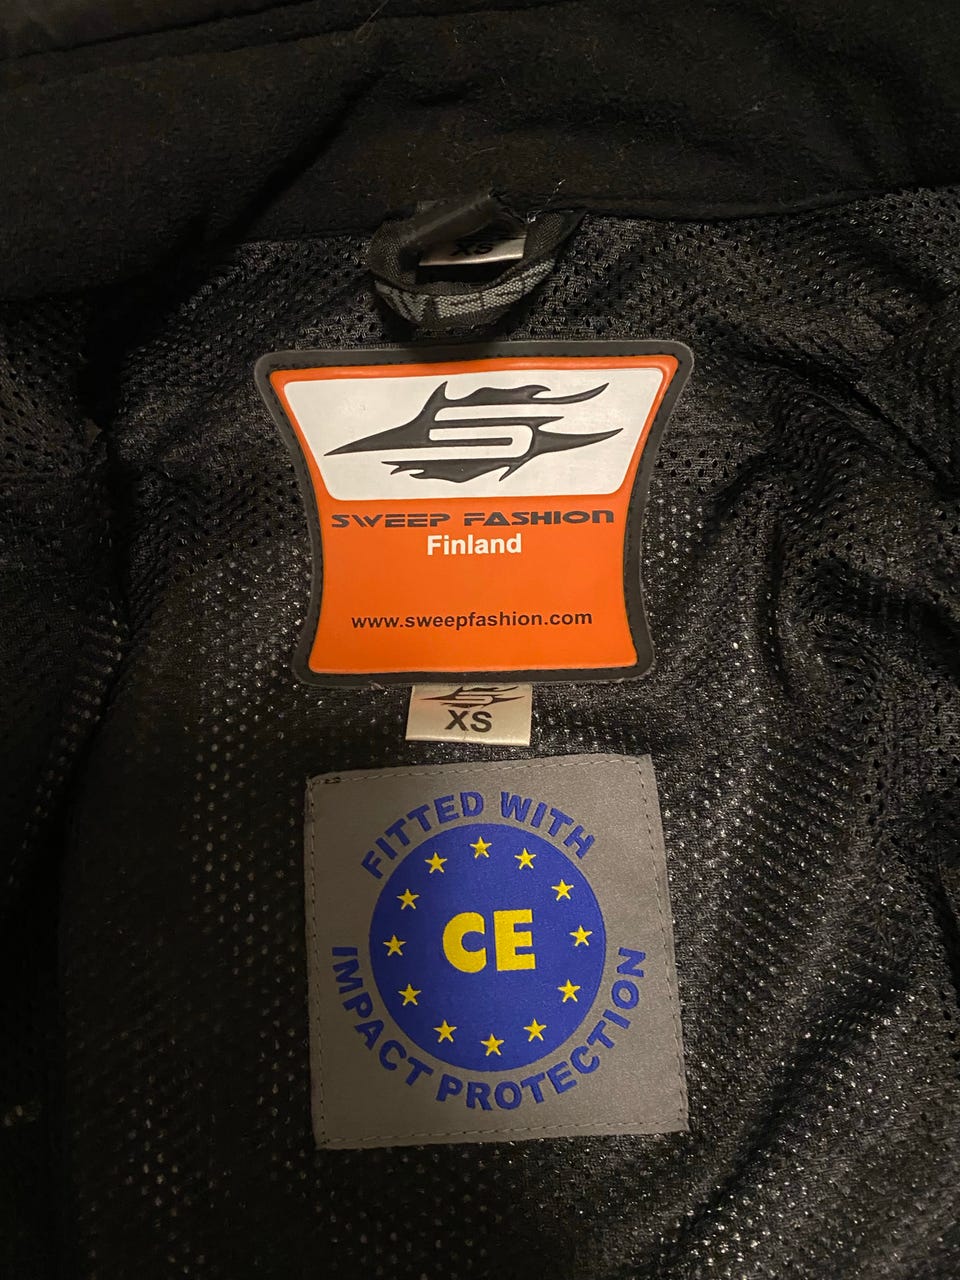 XS
SWEEP FASHION
Finland
www.sweepfashion.com
XS
FITTED WITH
CE
IMPACT PROTECTION